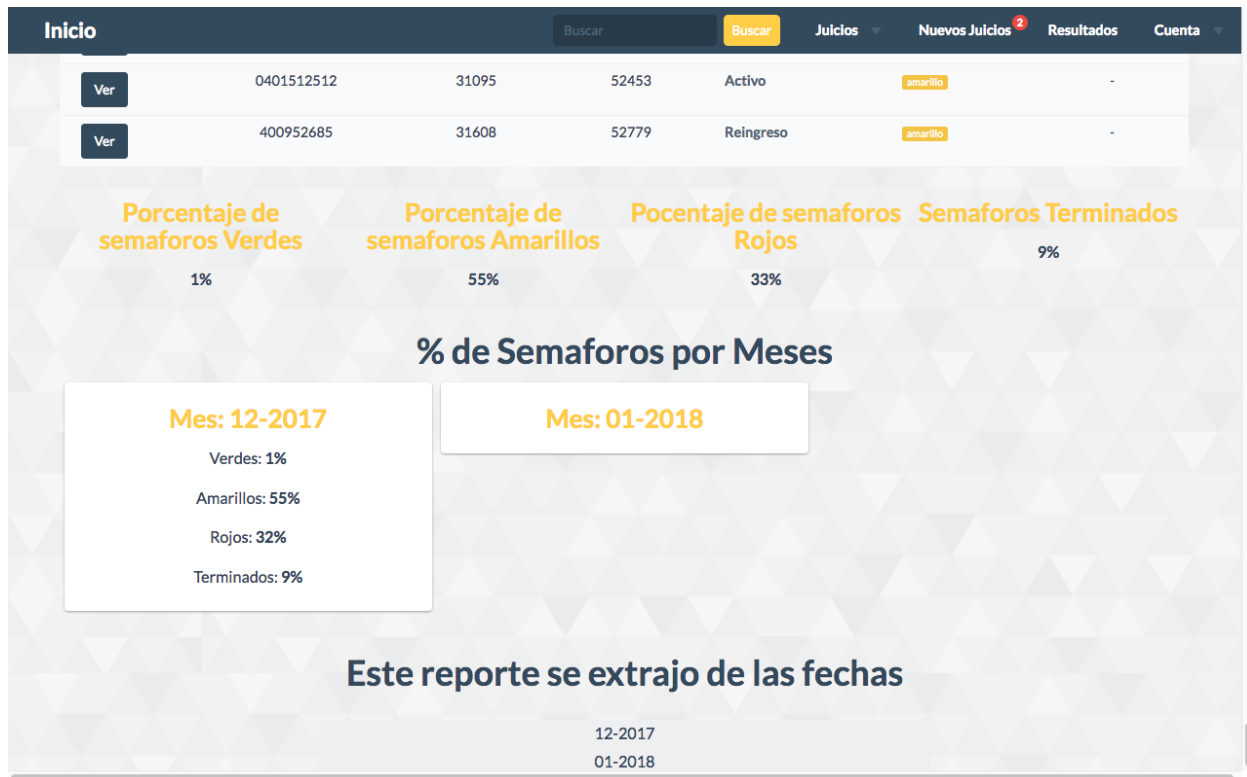 Inicio Buscar Buscar Juicios Nuevos Juicios 2 Resultados Cuenta
Ver 0401512512 31095 52453 Activo amarillo -
Ver 400952685 31608 52779 Reingreso amarillo -
Porcentaje de semaforos Verdes
1%
Porcentaje de semaforos Amarillos
55%
Pocentaje de semaforos Rojos
33%
Semaforos Terminados
9%
% de Semaforos por Meses
Mes: 12-2017
Verdes: 1%
Amarillos: 55%
Rojos: 32%
Terminados: 9%
Mes: 01-2018
Este reporte se extrajo de las fechas
12-2017
01-2018